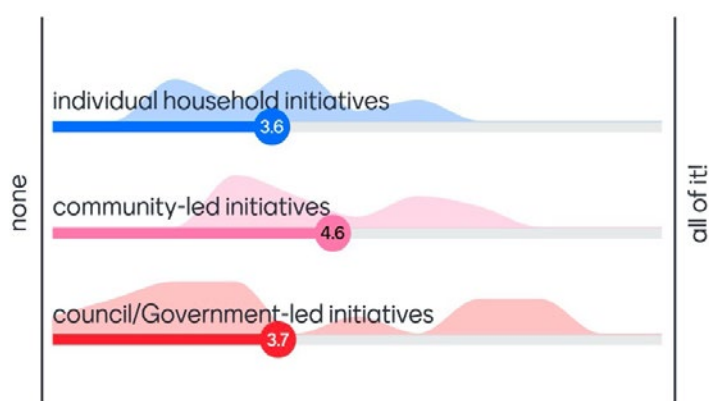 none
individual household initiatives
3.6
community-led initiatives
4.6
council/Government-led initiatives
3.7
all of it!